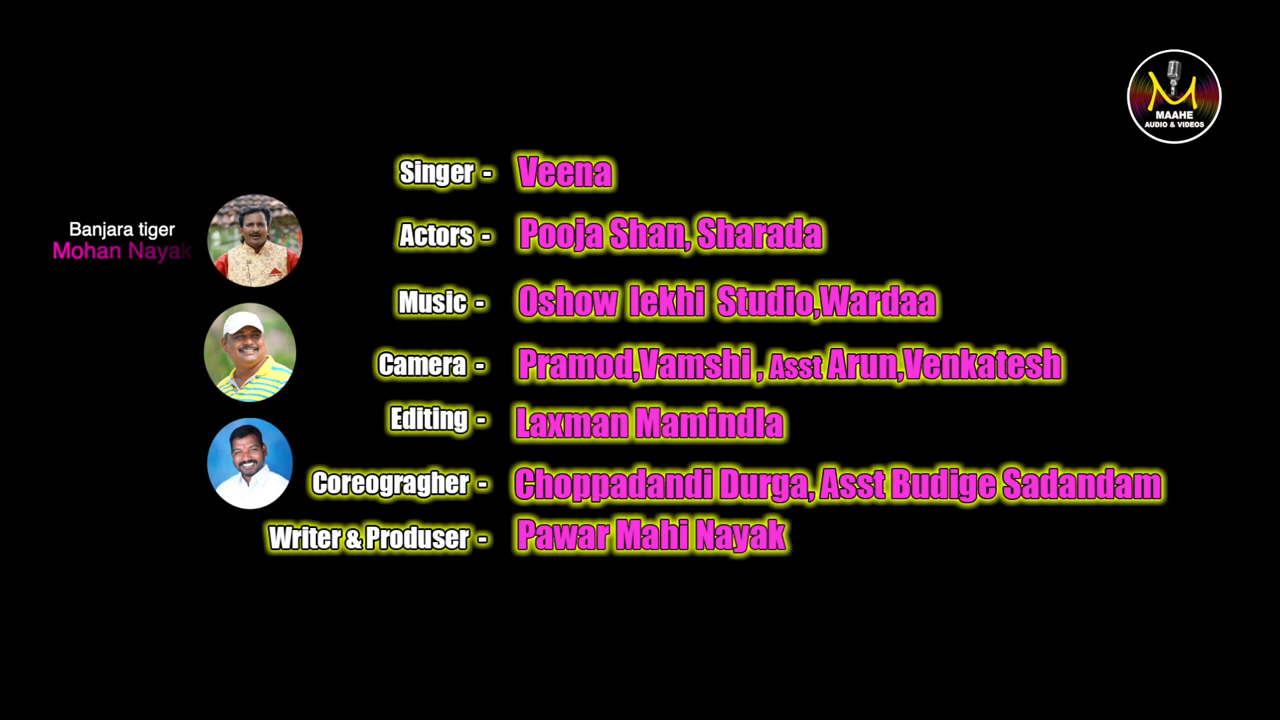 MAAHE
AUDIO & VIDEOS
Singer - Veena
Banjara tiger
Mohan Nayak
Actors - Pooja Shan, Sharada
Music - Oshow lekhi Studio,Wardaa
Camera - Pramod,Vamshi , Asst Arun,Venkatesh
Editing - Laxman Mamindla
Coreogragher - Choppadandi Durga, Asst Budige Sadandam
Writer & Produser - Pawar Mahi Nayak